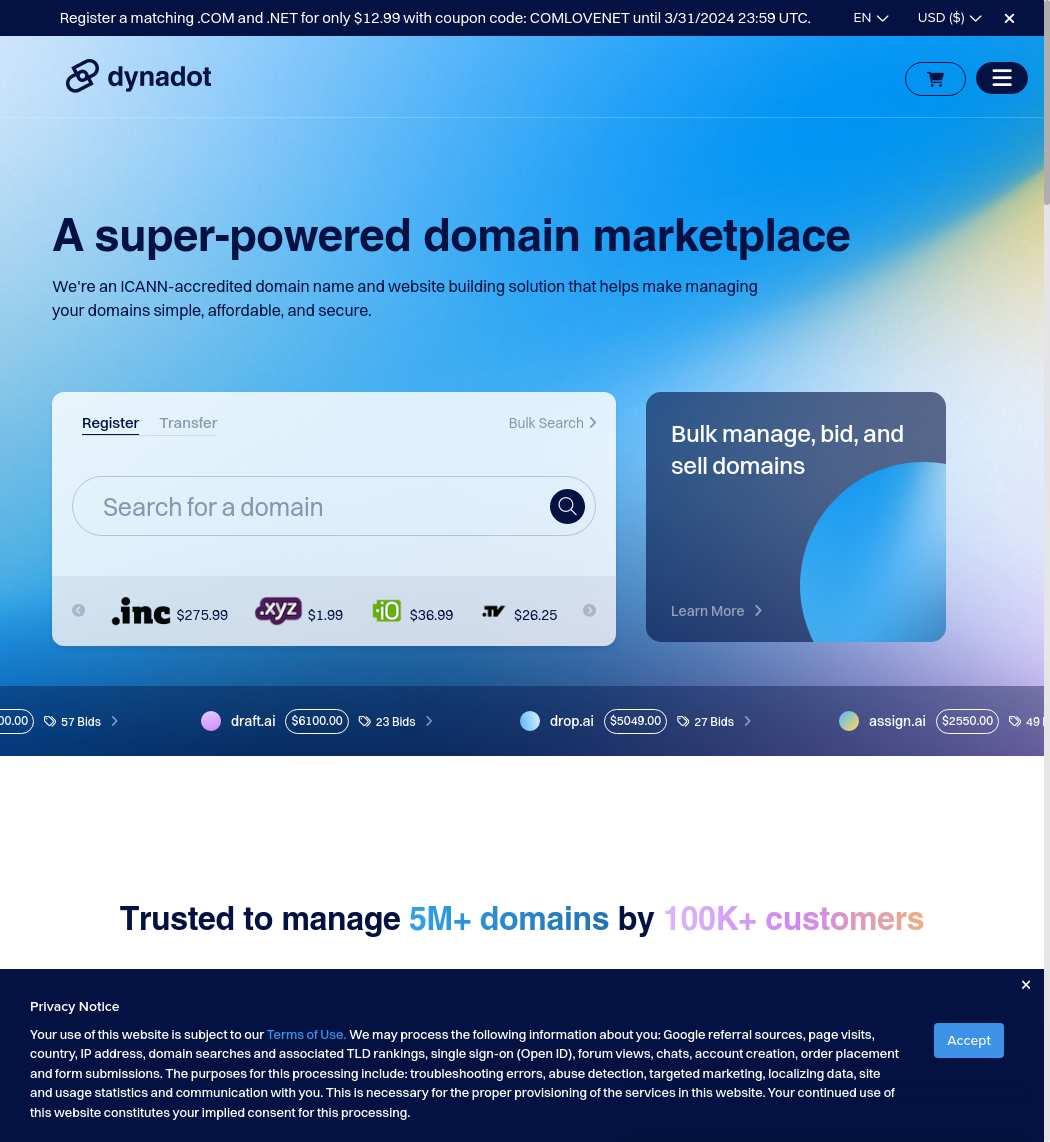 Register a matching .COM and .NET for only $12.99 with coupon code: COMLOVENET until 3/31/2024 23:59 UTC.
EN
USD ($)
dynadot
A super-powered domain marketplace
We're an ICANN-accredited domain name and website building solution that helps make managing
your domains simple, affordable, and secure.
Register
Transfer
Bulk Search
Search for a domain
.inc $275.99
.xyz $1.99
.iO $36.99
.TV $26.25
Bulk manage, bid, and
sell domains
Learn More
00.00 57 Bids
draft.ai $6100.00 23 Bids
drop.ai $5049.00 27 Bids
assign.ai $2550.00 49
Trusted to manage 5M+ domains by 100K+ customers
Privacy Notice
Your use of this website is subject to our Terms of Use. We may process the following information about you: Google referral sources, page visits,
country, IP address, domain searches and associated TLD rankings, single sign-on (Open ID), forum views, chats, account creation, order placement
and form submissions. The purposes for this processing include: troubleshooting errors, abuse detection, targeted marketing, localizing data, site
and usage statistics and communication with you. This is necessary for the proper provisioning of the services in this website. Your continued use of
this website constitutes your implied consent for this processing.
Accept